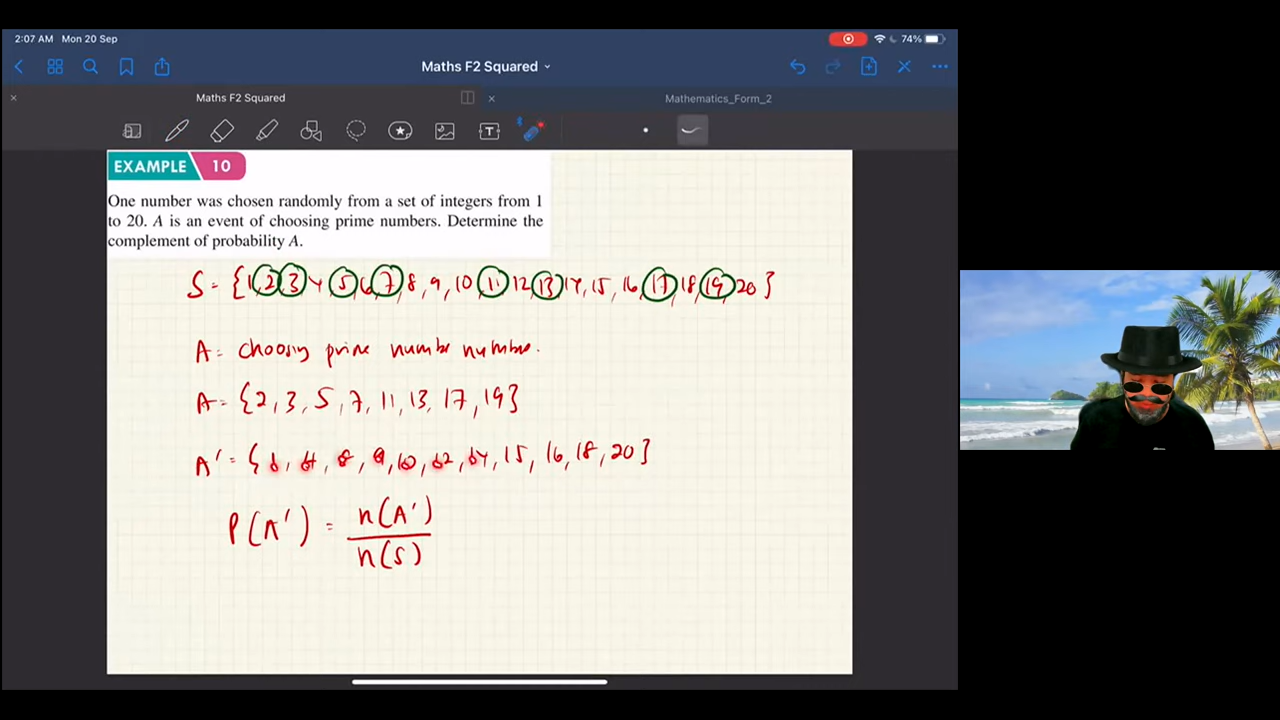 2:07 AM Mon 20 Sep
74%
Maths F2 Squared
Maths F2 Squared
Mathematics_Form_2
T
EXAMPLE 10
One number was chosen randomly from a set of integers from 1
to 20. A is an event of choosing prime numbers. Determine the
complement of probability A.
S = {1, 2, 3, 4, 5, 6, 7, 8, 9, 10, 11, 12, 13, 14, 15, 16, 17, 18, 19, 20}
A = choosing prime number number.
A = {2, 3, 5, 7, 11, 13, 17, 19}
A' = { , 8, 9, 10, 12, 14, 15, 16, 18, 20}
P(A') = n(A')
n(S)